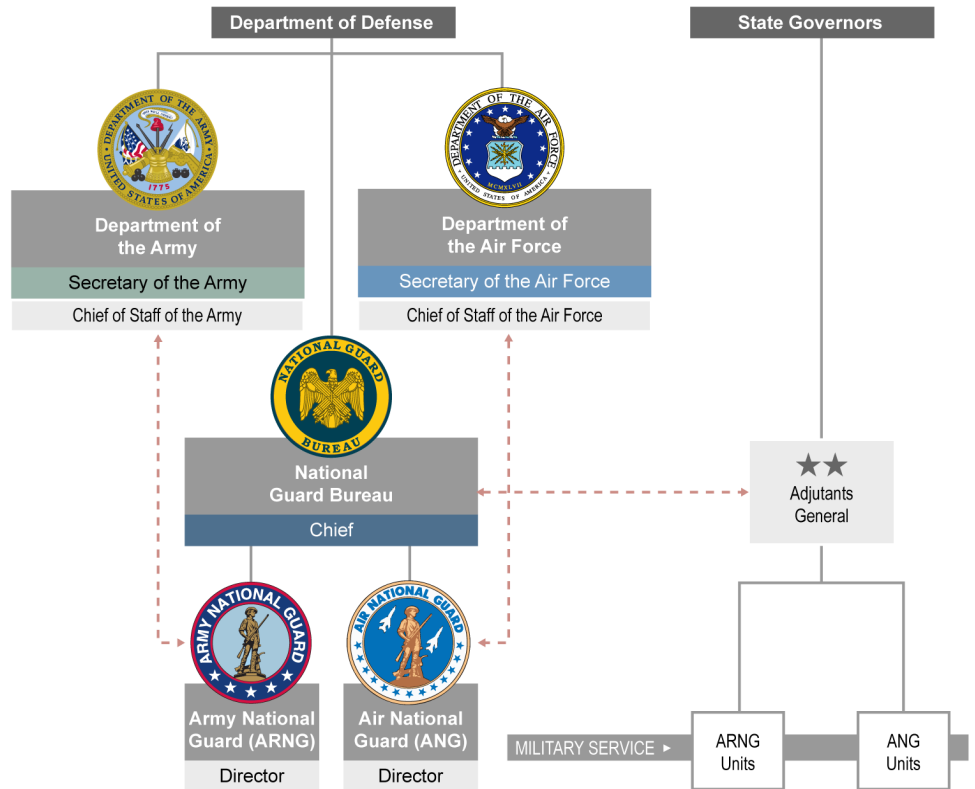 Department of Defense
State Governors
DEPARTMENT OF THE ARMY
UNITED STATES OF AMERICA
1775
DEPARTMENT OF THE AIR FORCE
MCMXLVII
UNITED STATES OF AMERICA
Department of
the Army
Secretary of the Army
Chief of Staff of the Army
Department of
the Air Force
Secretary of the Air Force
Chief of Staff of the Air Force
NATIONAL GUARD
BUREAU
National
Guard Bureau
Chief
Adjutants
General
ARMY NATIONAL GUARD
AIR NATIONAL GUARD
Army National
Guard (ARNG)
Director
Air National
Guard (ANG)
Director
MILITARY SERVICE ►
ARNG
Units
ANG
Units